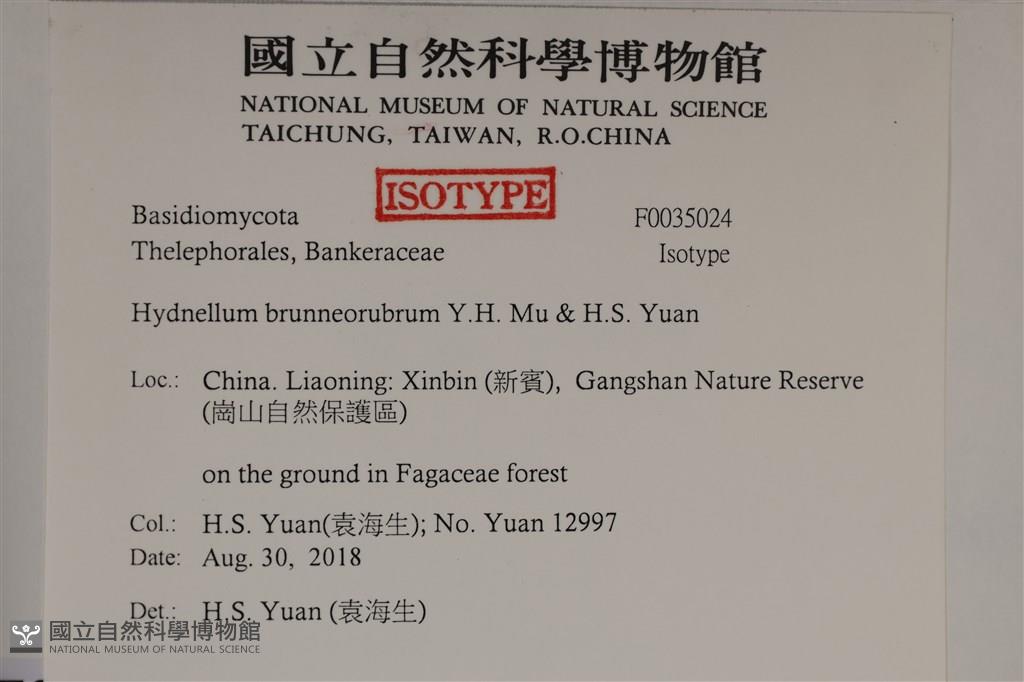 國立自然科學博物館
NATIONAL MUSEUM OF NATURAL SCIENCE
TAICHUNG, TAIWAN, R.O.CHINA
ISOTYPE
Basidiomycota F0035024
Thelephorales, Bankeraceae Isotype
Hydnellum brunneorubrum Y.H. Mu & H.S. Yuan
Loc.: China. Liaoning: Xinbin (新賓), Gangshan Nature Reserve
(崗山自然保護區)
on the ground in Fagaceae forest
Col.: H.S. Yuan(袁海生); No. Yuan 12997
Date: Aug. 30, 2018
Det.: H.S. Yuan (袁海生)
國立自然科學博物館
NATIONAL MUSEUM OF NATURAL SCIENCE